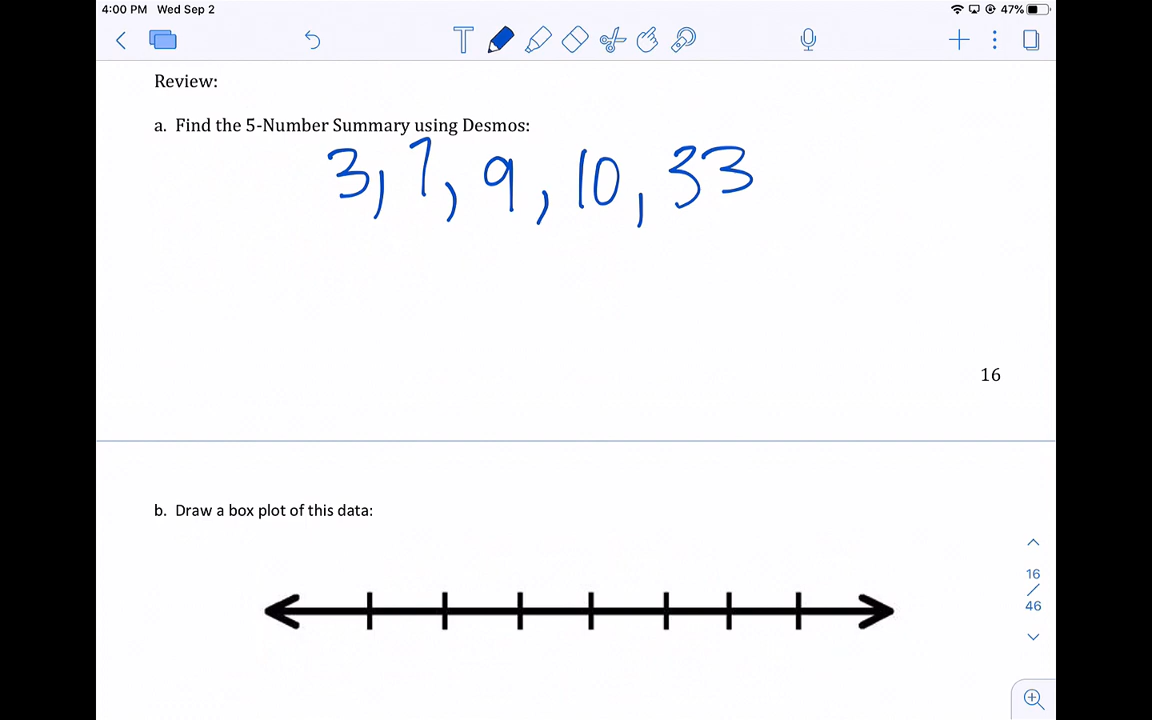 4:00 PM Wed Sep 2 47%
T
Review:
a. Find the 5-Number Summary using Desmos:
3, 7, 9, 10, 33
16
b. Draw a box plot of this data:
16
/
46